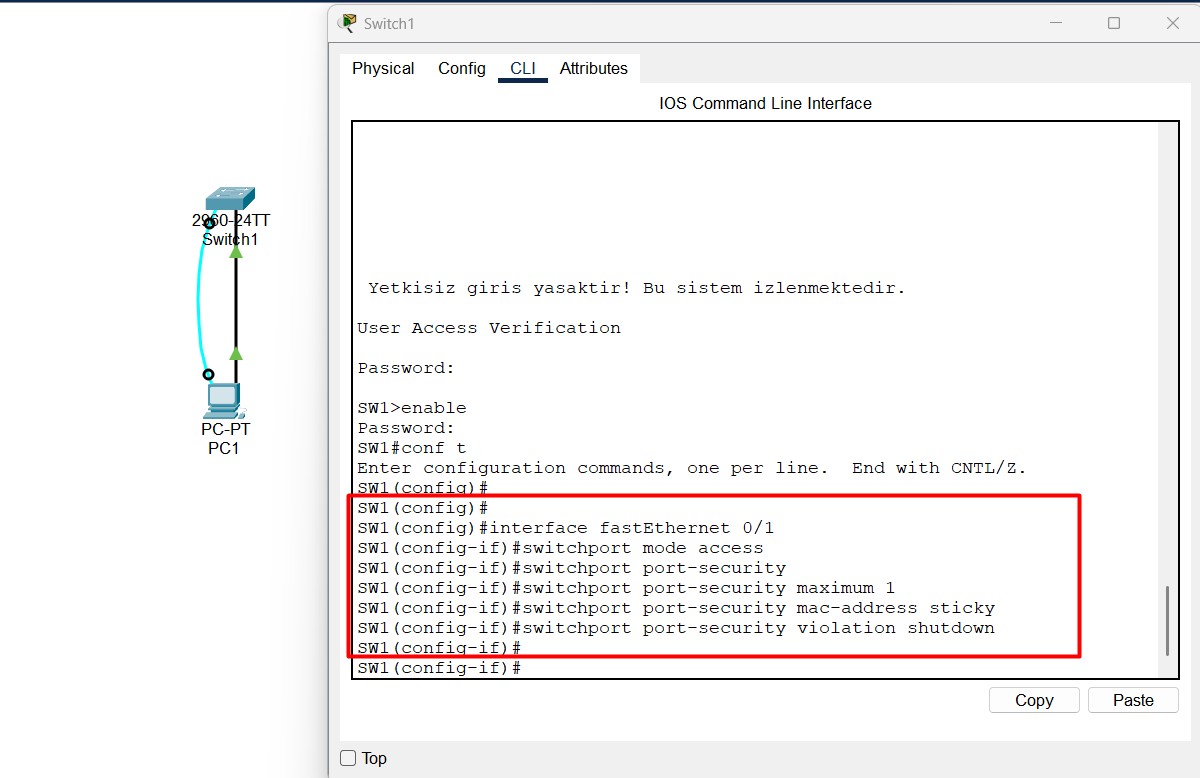 Switch1
Physical Config CLI Attributes
IOS Command Line Interface
2960-24TT
Switch1
PC-PT
PC1
Yetkisiz giris yasaktir! Bu sistem izlenmektedir.
User Access Verification
Password:
SW1>enable
Password:
SW1#conf t
Enter configuration commands, one per line.  End with CNTL/Z.
SW1(config)#
SW1(config)#
SW1(config)#interface fastEthernet 0/1
SW1(config-if)#switchport mode access
SW1(config-if)#switchport port-security
SW1(config-if)#switchport port-security maximum 1
SW1(config-if)#switchport port-security mac-address sticky
SW1(config-if)#switchport port-security violation shutdown
SW1(config-if)#
SW1(config-if)#
Copy Paste
Top